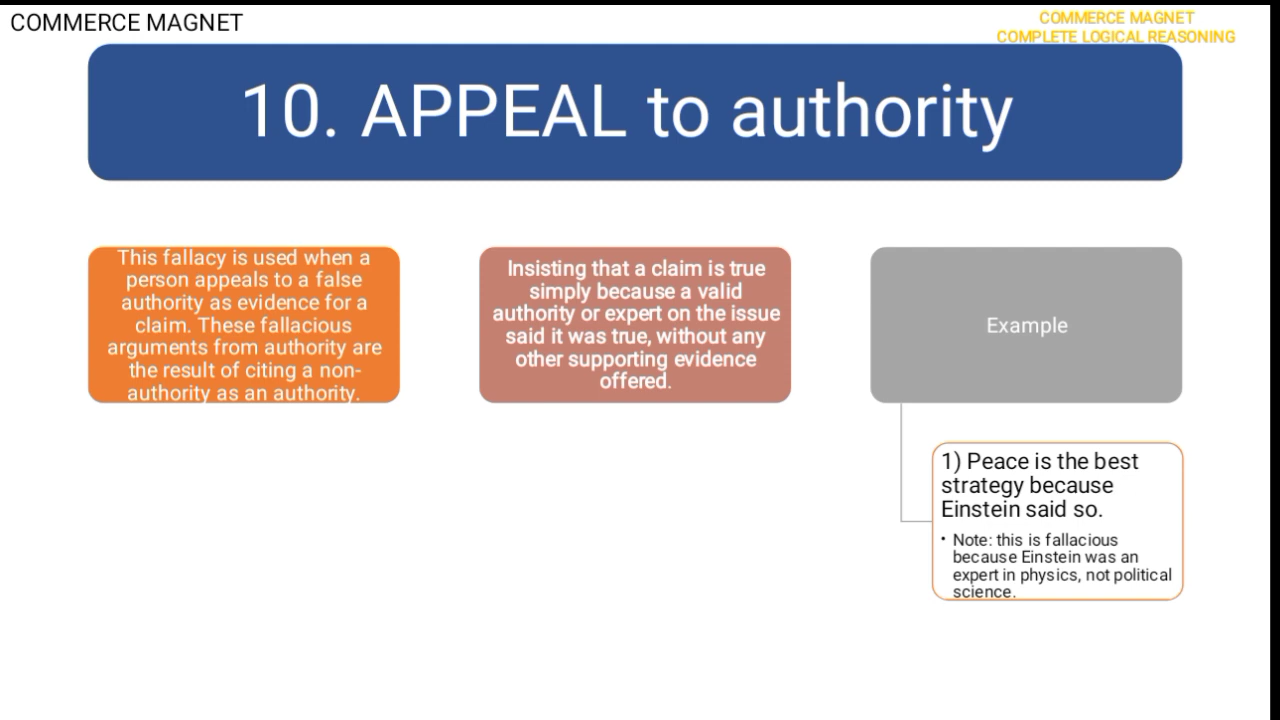 COMMERCE MAGNET
COMMERCE MAGNET
COMPLETE LOGICAL REASONING
10. APPEAL to authority
This fallacy is used when a
person appeals to a false
authority as evidence for a
claim. These fallacious
arguments from authority are
the result of citing a non-
authority as an authority.
Insisting that a claim is true
simply because a valid
authority or expert on the issue
said it was true, without any
other supporting evidence
offered.
Example
1) Peace is the best
strategy because
Einstein said so.
• Note: this is fallacious
because Einstein was an
expert in physics, not political
science.